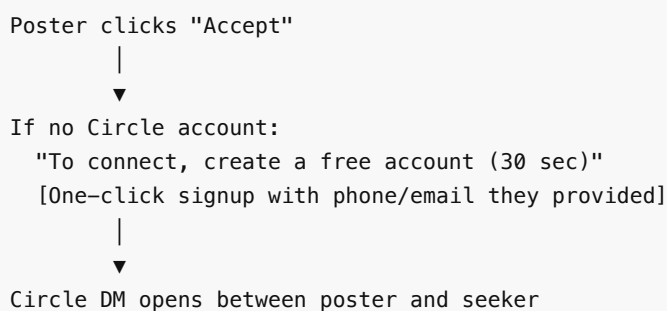 Poster clicks "Accept"
│
▼
If no Circle account:
"To connect, create a free account (30 sec)"
[One-click signup with phone/email they provided]
│
▼
Circle DM opens between poster and seeker